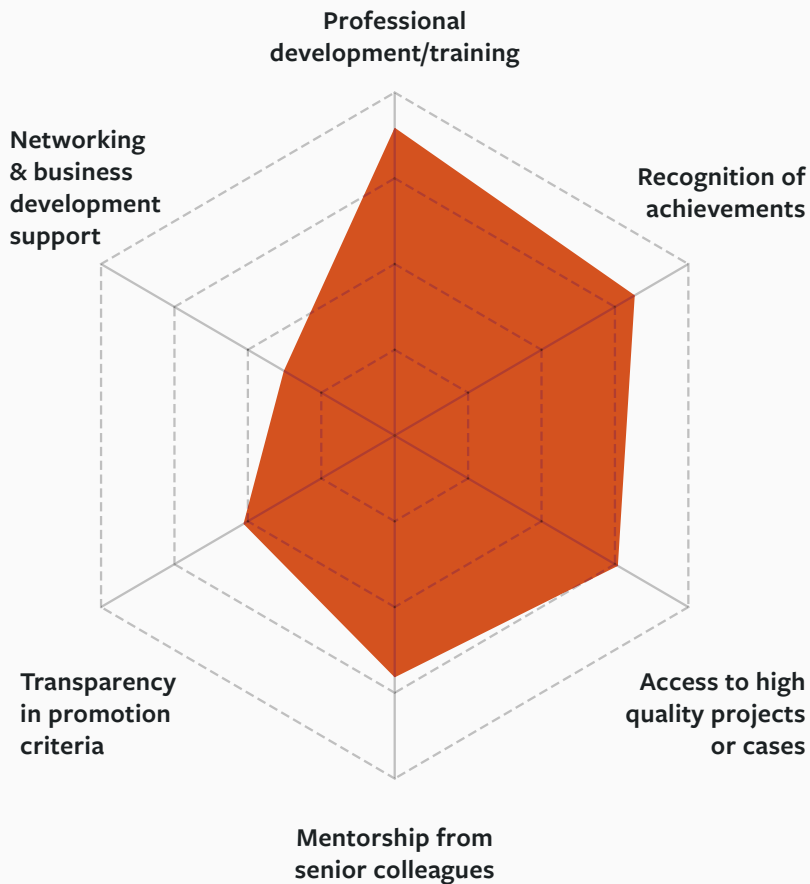 Professional
development/training
Networking
& business
development
support
Recognition of
achievements
Transparency
in promotion
criteria
Access to high
quality projects
or cases
Mentorship from
senior colleagues